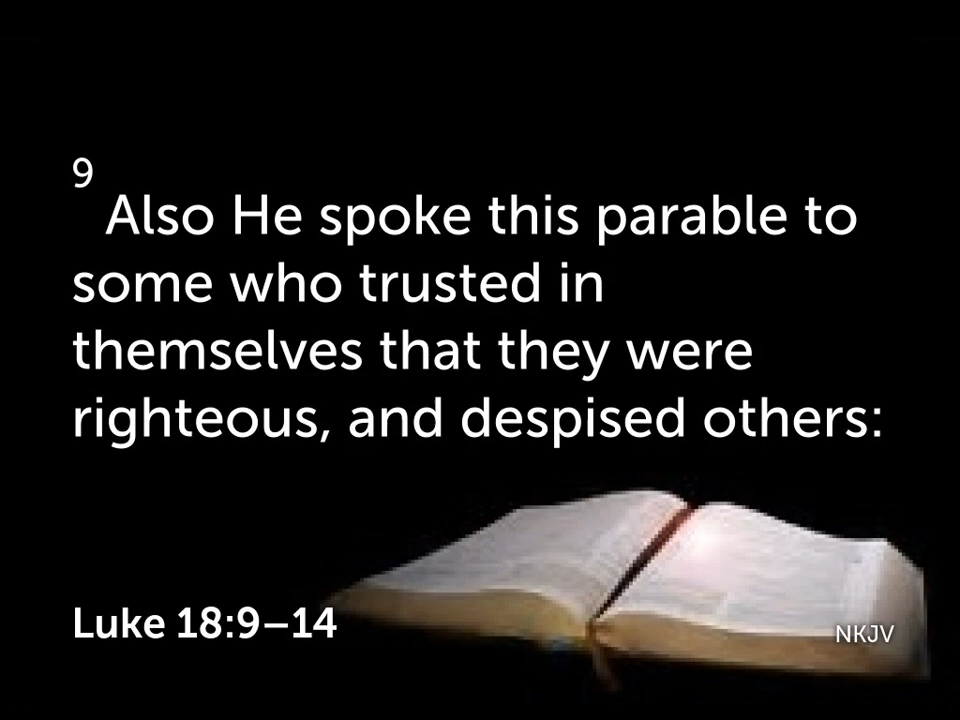 9
Also He spoke this parable to
some who trusted in
themselves that they were
righteous, and despised others:
Luke 18:9–14
NKJV